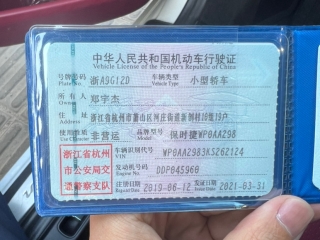 中华人民共和国机动车行驶证
Vehicle License of the People's Republic of China
号牌号码 浙A9G1Z0 车辆类型 小型轿车
Plate No. Vehicle Type
所有人 郑宇杰
Owner
住址 浙江省杭州市萧山区河庄街道新创村10组19户
Address
使用性质 非营运 品牌型号 保时捷WP0AA298
Use Character Model
浙江省杭州市公安局交通警察支队
车辆识别代号 WP0AA2983KS262124
VIN
发动机号码 DDP045960
Engine No.
注册日期 2019-06-12 发证日期 2021-03-31
Register Date Issue Date